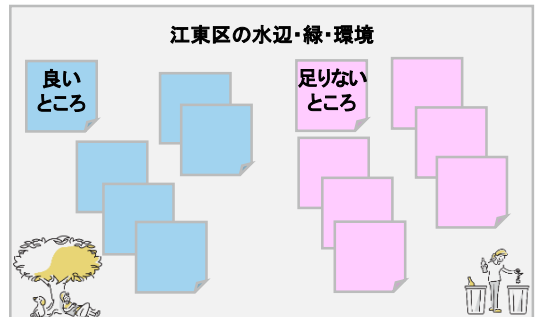 江東区の水辺・緑・環境
良い
ところ
足りない
ところ